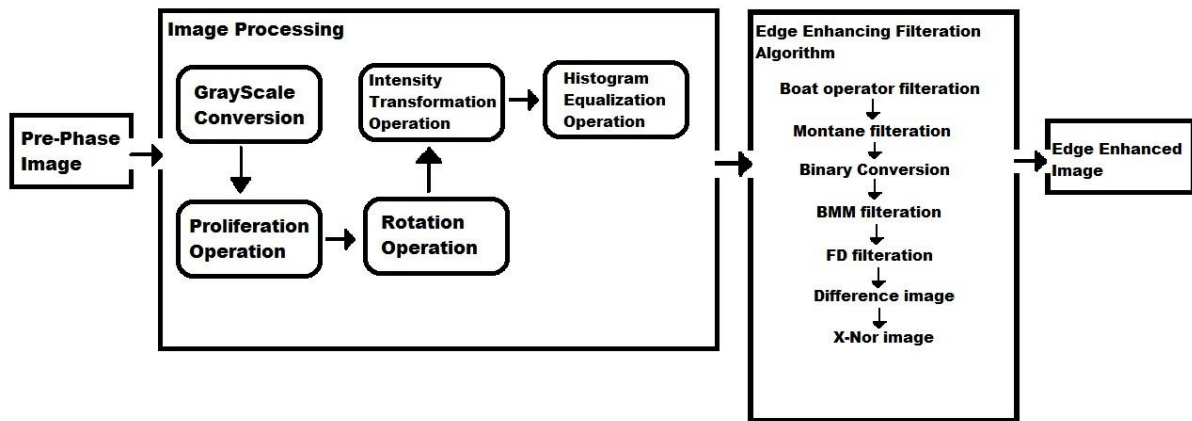 Pre-Phase
Image
Image Processing
GrayScale
Conversion
Proliferation
Operation
Rotation
Operation
Intensity
Transformation
Operation
Histogram
Equalization
Operation
Edge Enhancing Filteration
Algorithm
Boat operator filteration
Montane filteration
Binary Conversion
BMM filteration
FD filteration
Difference image
X-Nor image
Edge Enhanced
Image